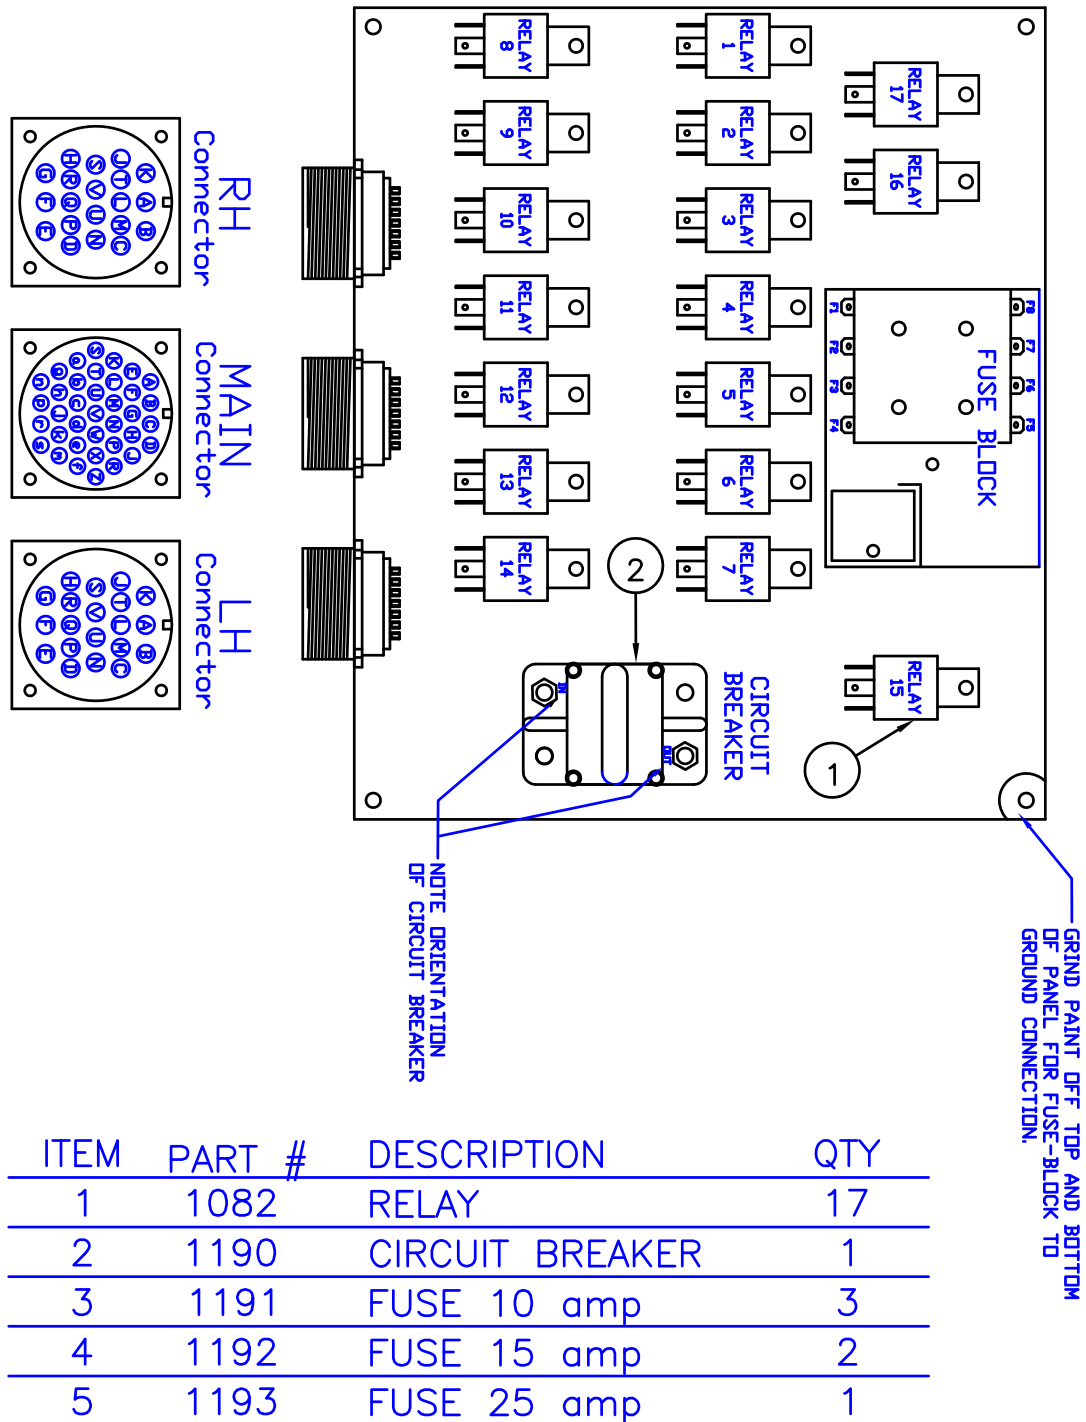 RELAY
8
RELAY
1
RELAY
17
RELAY
9
RELAY
2
RELAY
16
RELAY
10
RELAY
3
RELAY
11
RELAY
4
RELAY
12
RELAY
5
RELAY
13
RELAY
6
RELAY
14
RELAY
7
RELAY
15
F1
F2
F3
F4
F8
F7
F6
F5
FUSE BLOCK
RH
Connector
K A B
J T L M C
S V U N
H R Q P D
G F E
MAIN
Connector
A B C D
E F G H J
K L M N P R
S T U V W X Z
a b c d e f
g h j k m
n p r s
LH
Connector
K A B
J T L M C
S V U N
H R Q P D
G F E
2
1
CIRCUIT
BREAKER
IN
OUT
NOTE ORIENTATION
OF CIRCUIT BREAKER
GRIND PAINT OFF TOP AND BOTTOM
OF PANEL FOR FUSE-BLOCK TO
GROUND CONNECTION.
ITEM PART # DESCRIPTION QTY
1 1082 RELAY 17
2 1190 CIRCUIT BREAKER 1
3 1191 FUSE 10 amp 3
4 1192 FUSE 15 amp 2
5 1193 FUSE 25 amp 1